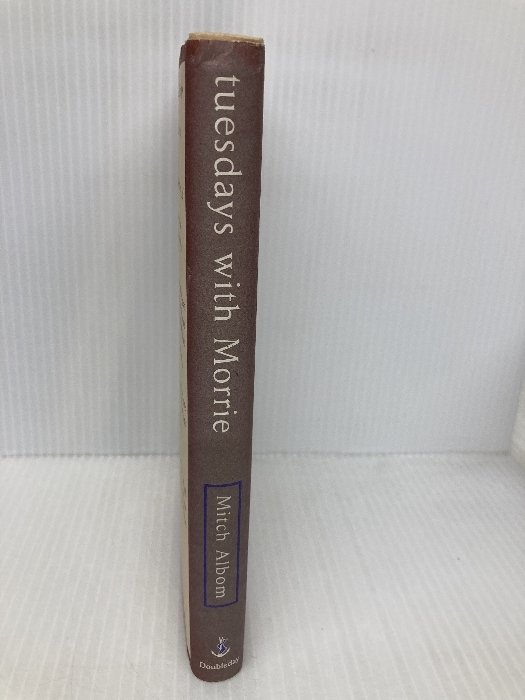 tuesdays with Morrie
Mitch Albom
Doubleday